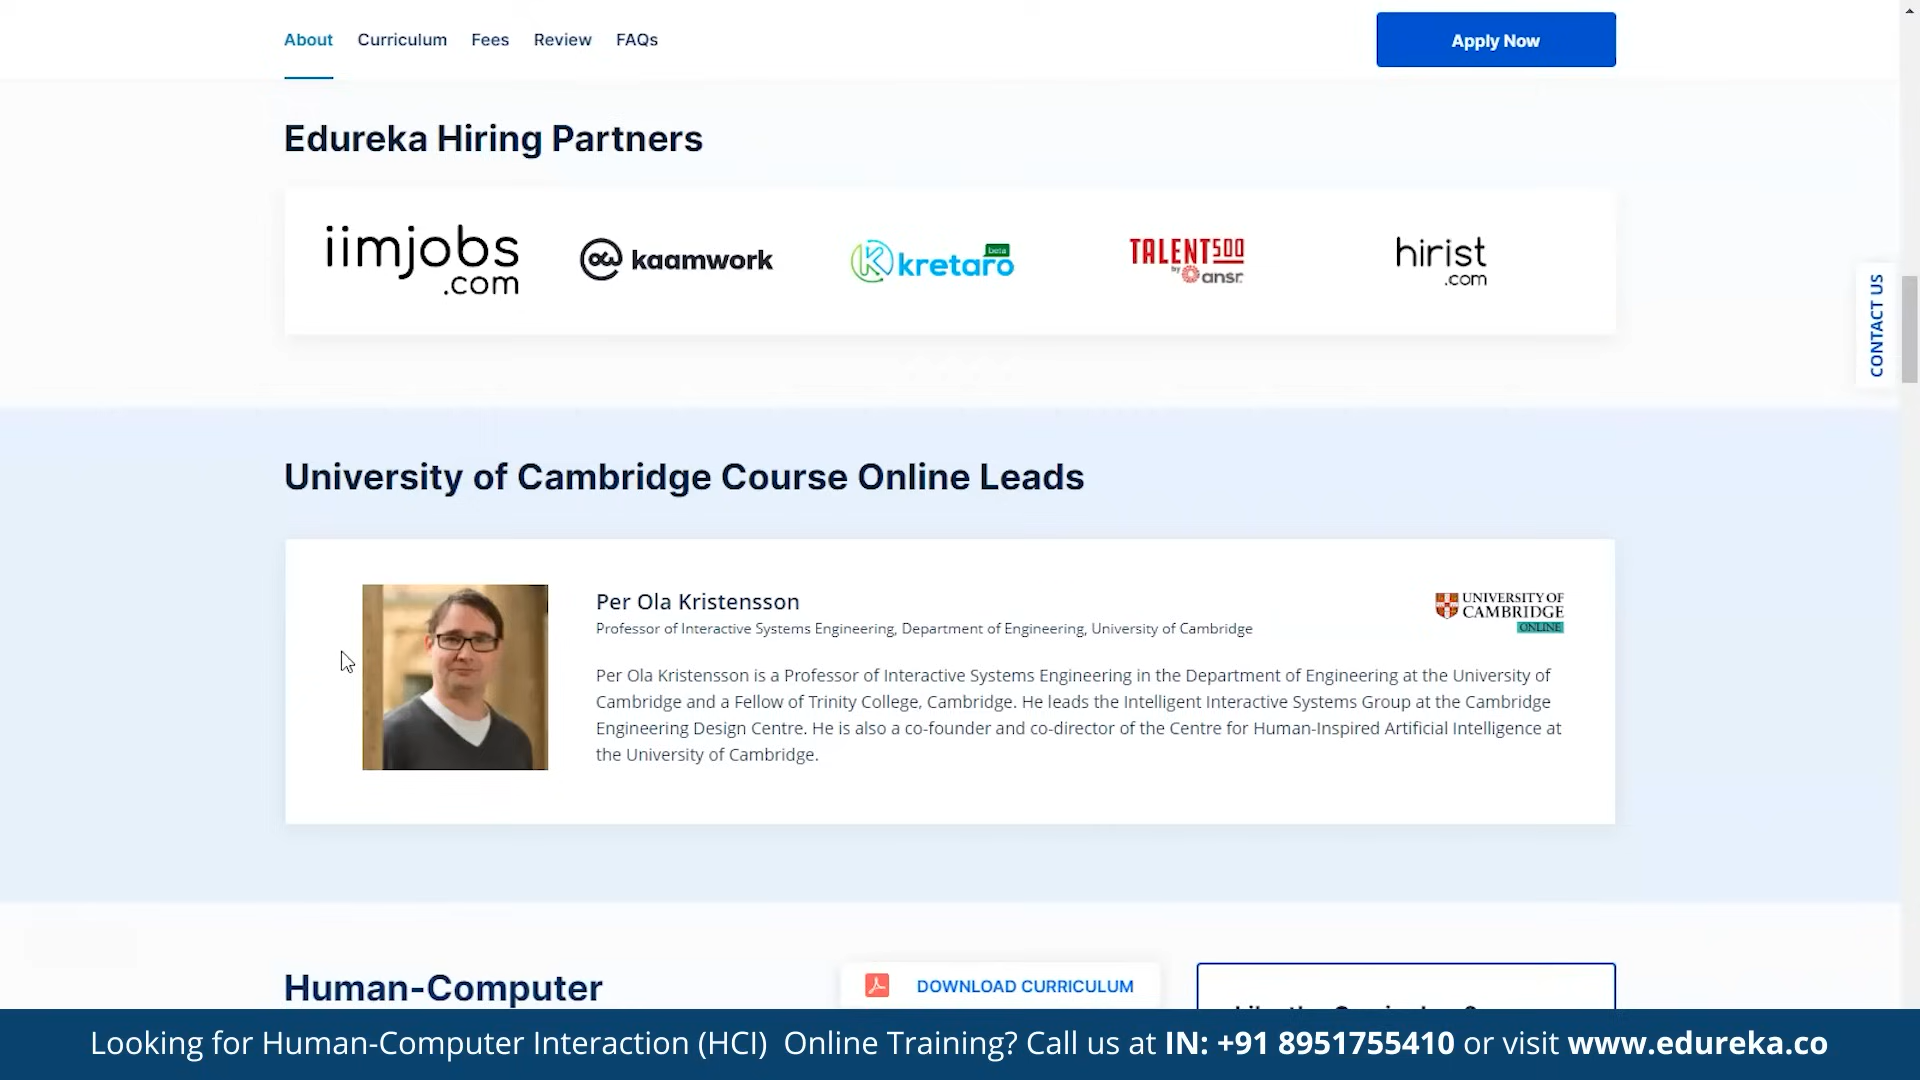 About Curriculum Fees Review FAQs Apply Now
Edureka Hiring Partners
iimjobs
.com
kaamwork
kretaro
beta
TALENT500
by ansr.
hirist
.com
CONTACT US
University of Cambridge Course Online Leads
Per Ola Kristensson
Professor of Interactive Systems Engineering, Department of Engineering, University of Cambridge
UNIVERSITY OF
CAMBRIDGE
ONLINE
Per Ola Kristensson is a Professor of Interactive Systems Engineering in the Department of Engineering at the University of
Cambridge and a Fellow of Trinity College, Cambridge. He leads the Intelligent Interactive Systems Group at the Cambridge
Engineering Design Centre. He is also a co-founder and co-director of the Centre for Human-Inspired Artificial Intelligence at
the University of Cambridge.
Human-Computer
DOWNLOAD CURRICULUM
Looking for Human-Computer Interaction (HCI) Online Training? Call us at IN: +91 8951755410 or visit www.edureka.co